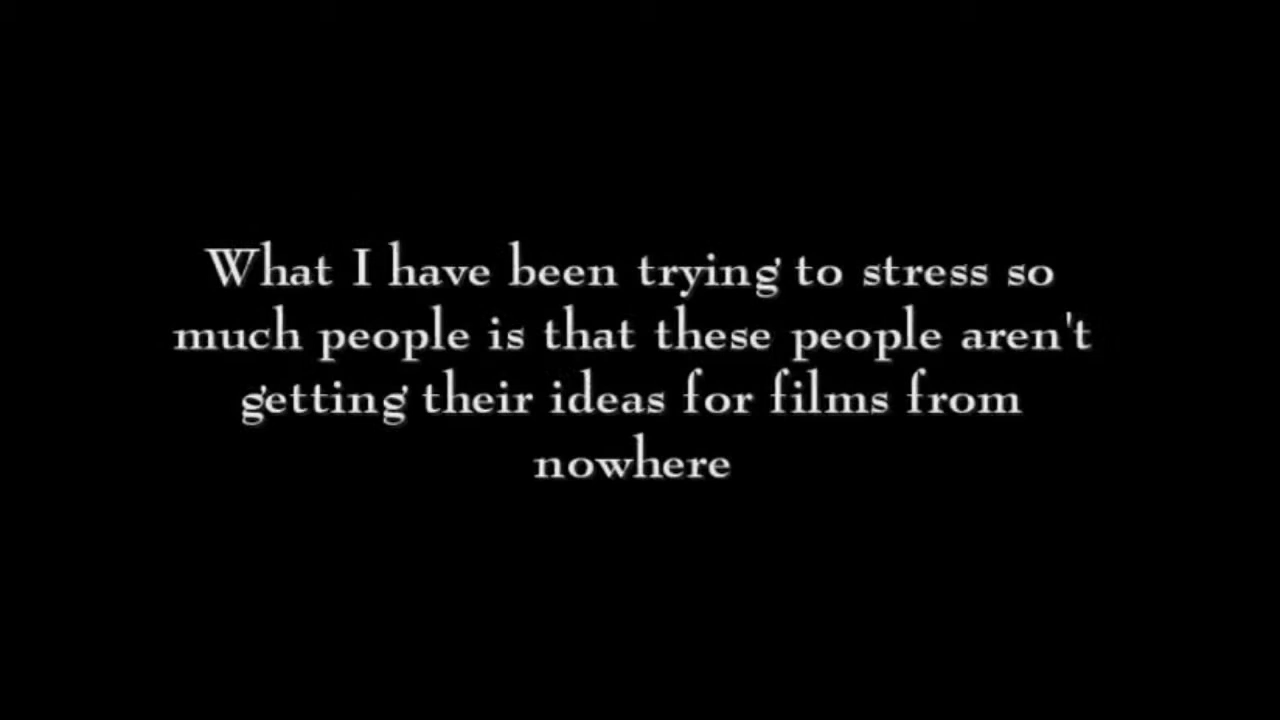 What I have been trying to stress so
much people is that these people aren't
getting their ideas for films from
nowhere